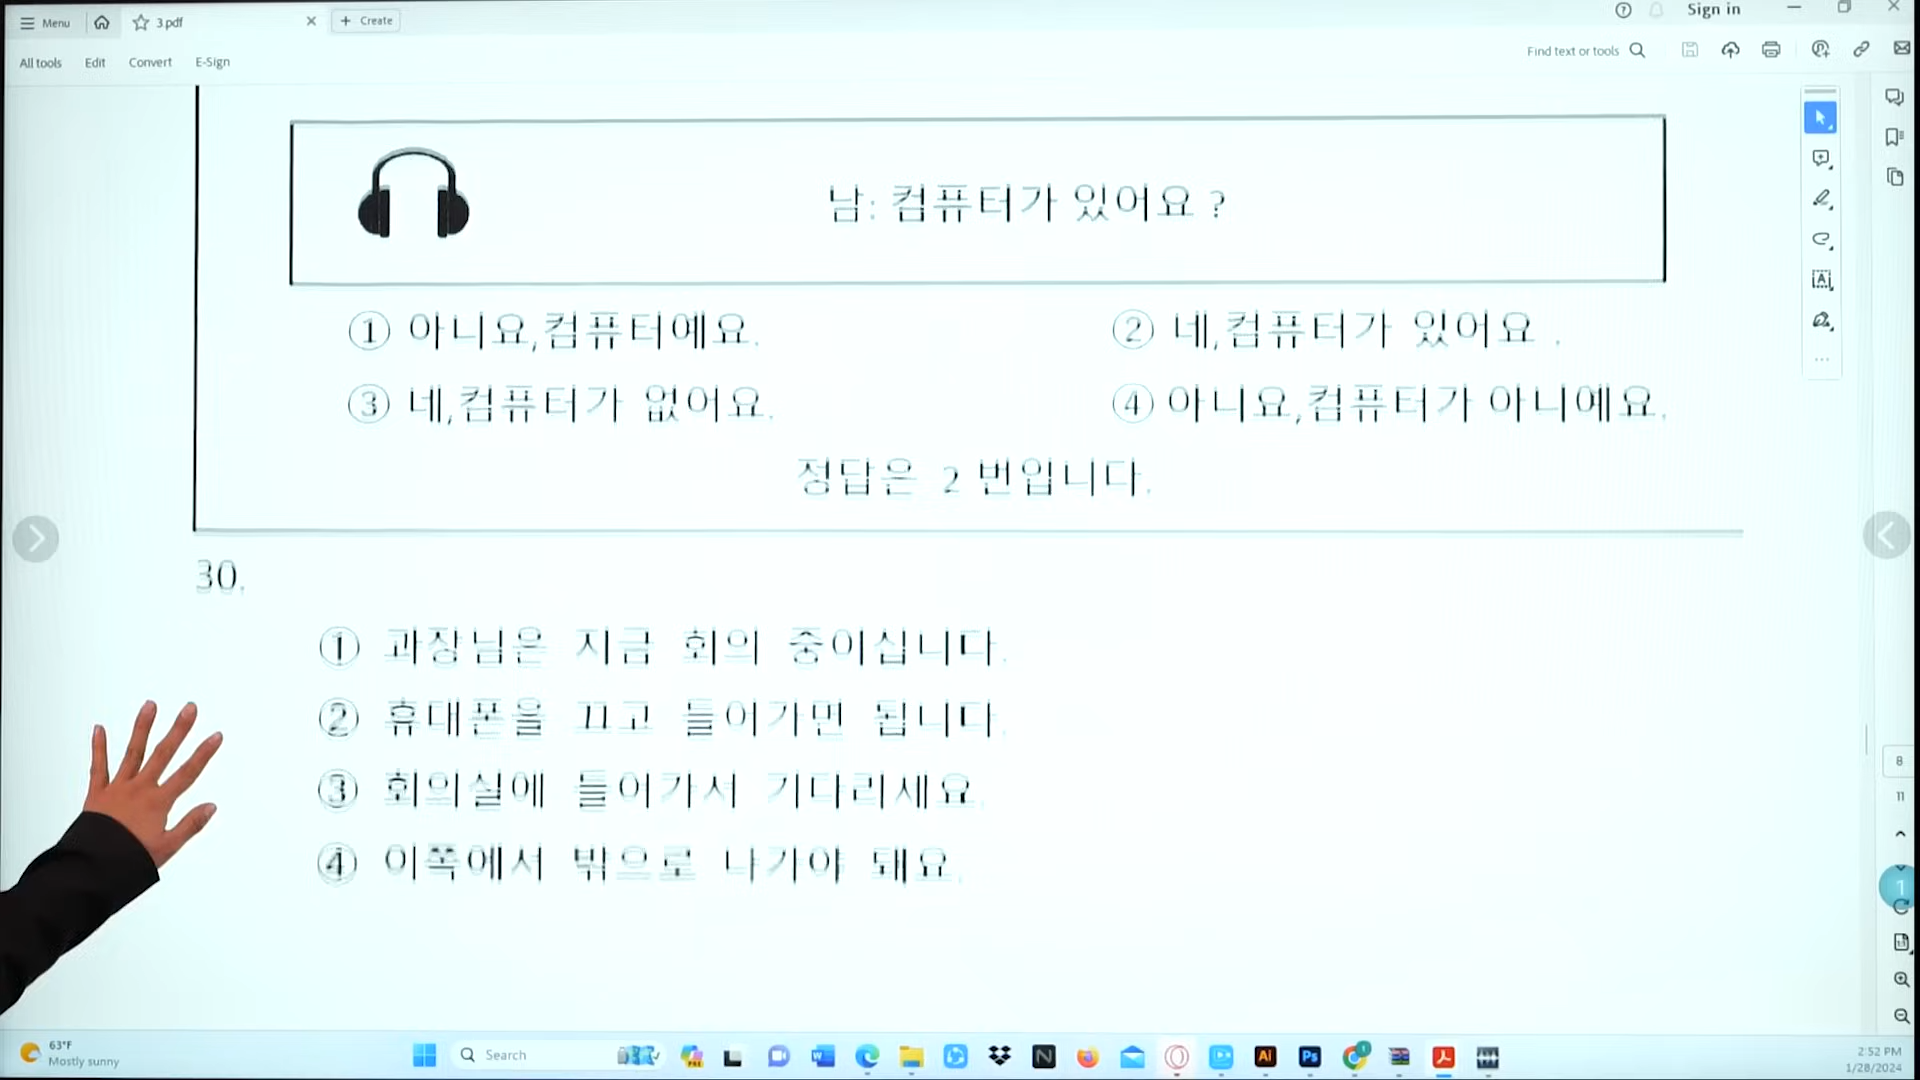 Menu
3.pdf
Create
Sign in
All tools Edit Convert E-Sign
Find text or tools
남: 컴퓨터가 있어요 ?
① 아니요,컴퓨터예요.
② 네,컴퓨터가 있어요 .
③ 네,컴퓨터가 없어요.
④ 아니요,컴퓨터가 아니예요.
정답은 2 번입니다.
30.
① 과장님은 지금 회의 중이십니다.
② 휴대폰을 끄고 들어가면 됩니다.
③ 회의실에 들어가서 기다리세요.
④ 이쪽에서 밖으로 나가야 돼요.
8
11
1
63°F
Mostly sunny
Search
2:52 PM
1/28/2024